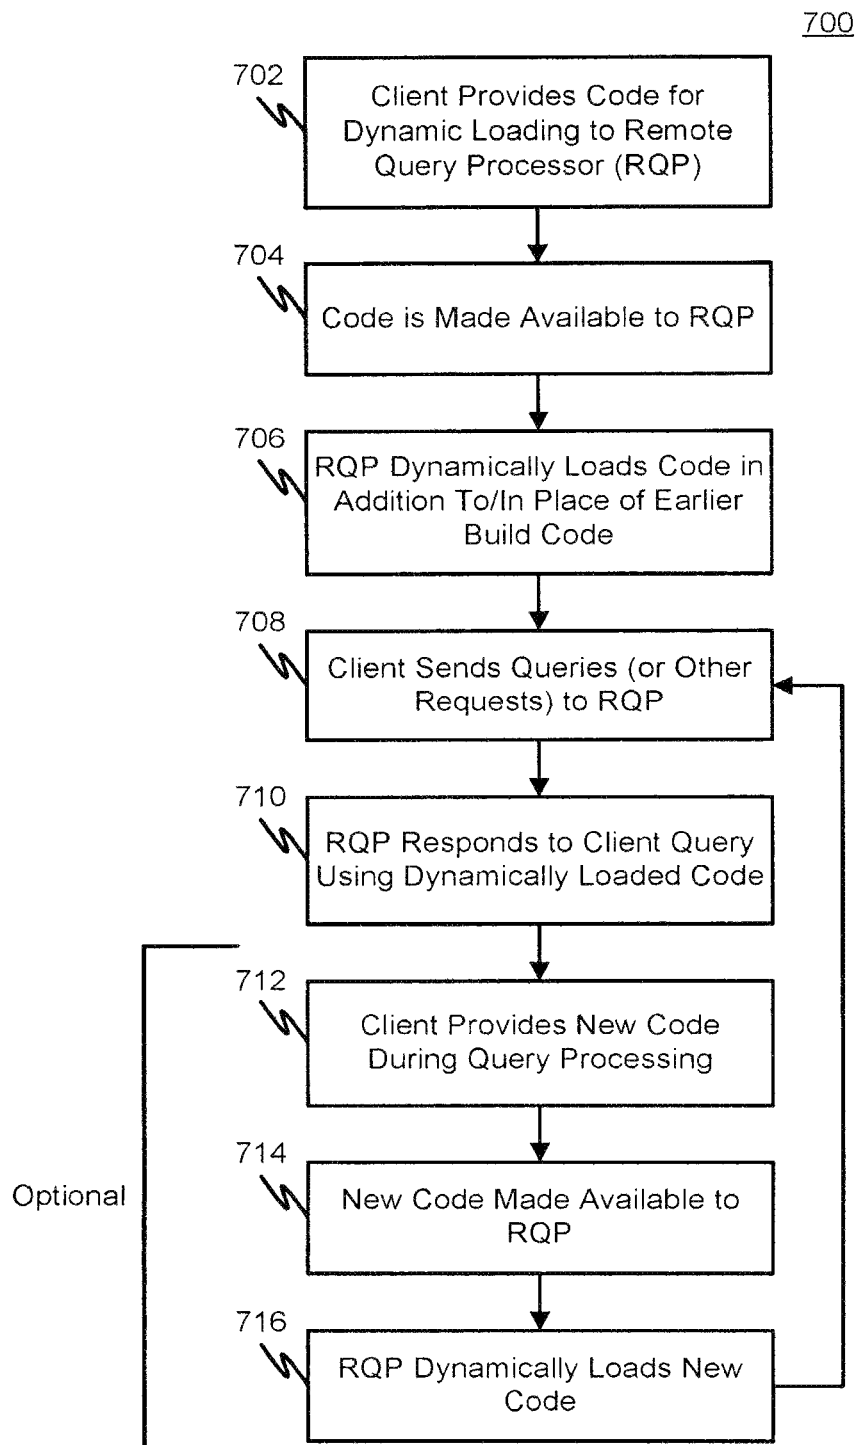 700
702
Client Provides Code for
Dynamic Loading to Remote
Query Processor (RQP)
704
Code is Made Available to RQP
706
RQP Dynamically Loads Code in
Addition To/In Place of Earlier
Build Code
708
Client Sends Queries (or Other
Requests) to RQP
710
RQP Responds to Client Query
Using Dynamically Loaded Code
712
Client Provides New Code
During Query Processing
714
New Code Made Available to
RQP
Optional
716
RQP Dynamically Loads New
Code